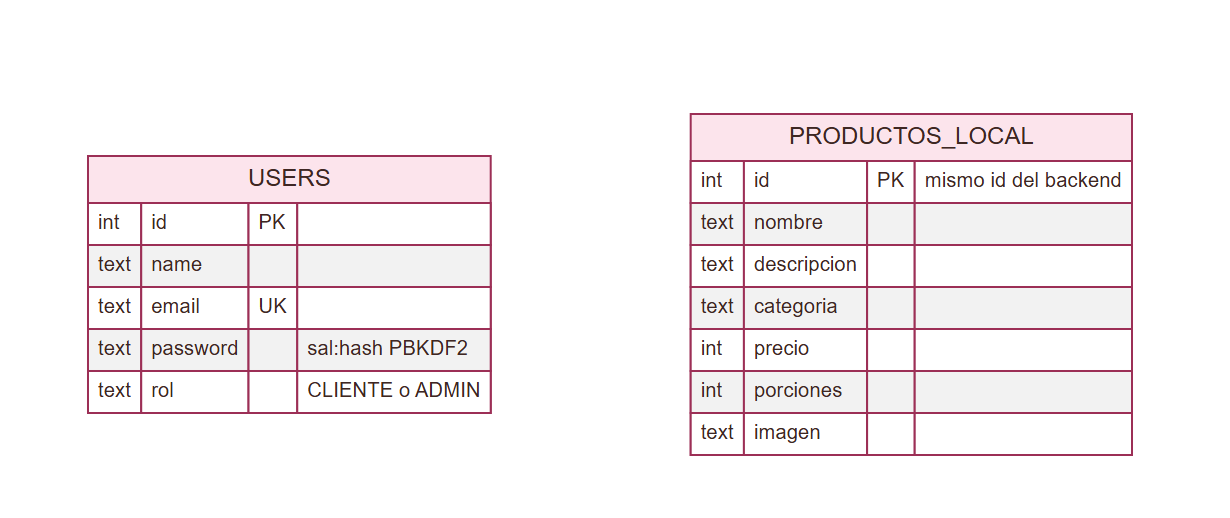 USERS
int id PK
text name
text email UK
text password sal:hash PBKDF2
text rol CLIENTE o ADMIN
PRODUCTOS_LOCAL
int id PK mismo id del backend
text nombre
text descripcion
text categoria
int precio
int porciones
text imagen